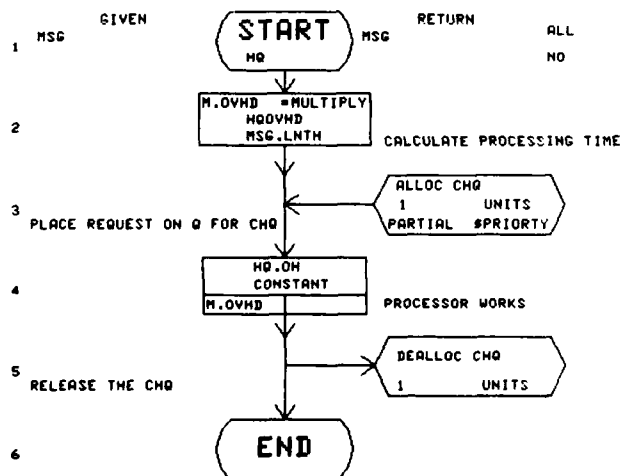 GIVEN RETURN
MSG START MSG ALL
1 HQ NO
M.OVHD =MULTIPLY
2 HQOVHD
MSG.LNTH CALCULATE PROCESSING TIME
ALLOC CHQ
3 1 UNITS
PLACE REQUEST ON Q FOR CHQ PARTIAL #PRIORTY
HQ.OH
4 CONSTANT
M.OVHD PROCESSOR WORKS
DEALLOC CHQ
5 RELEASE THE CHQ 1 UNITS
END
6